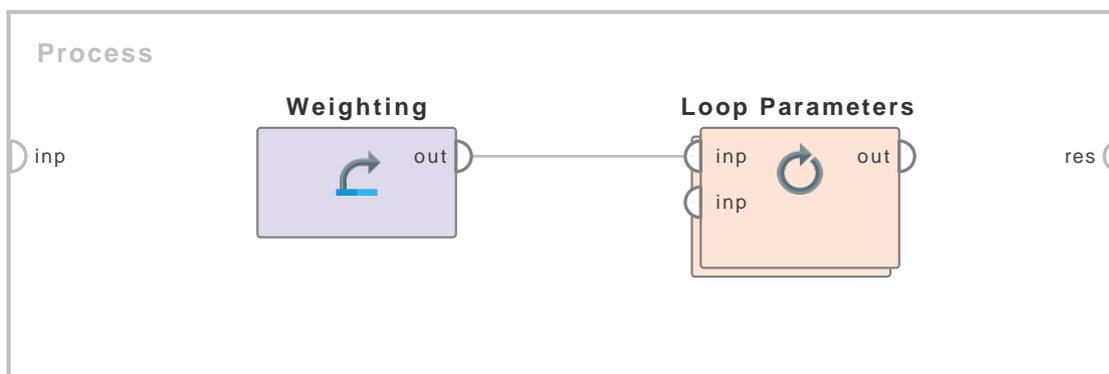 Process
Weighting
Loop Parameters
inp
out
inp
out
res
inp